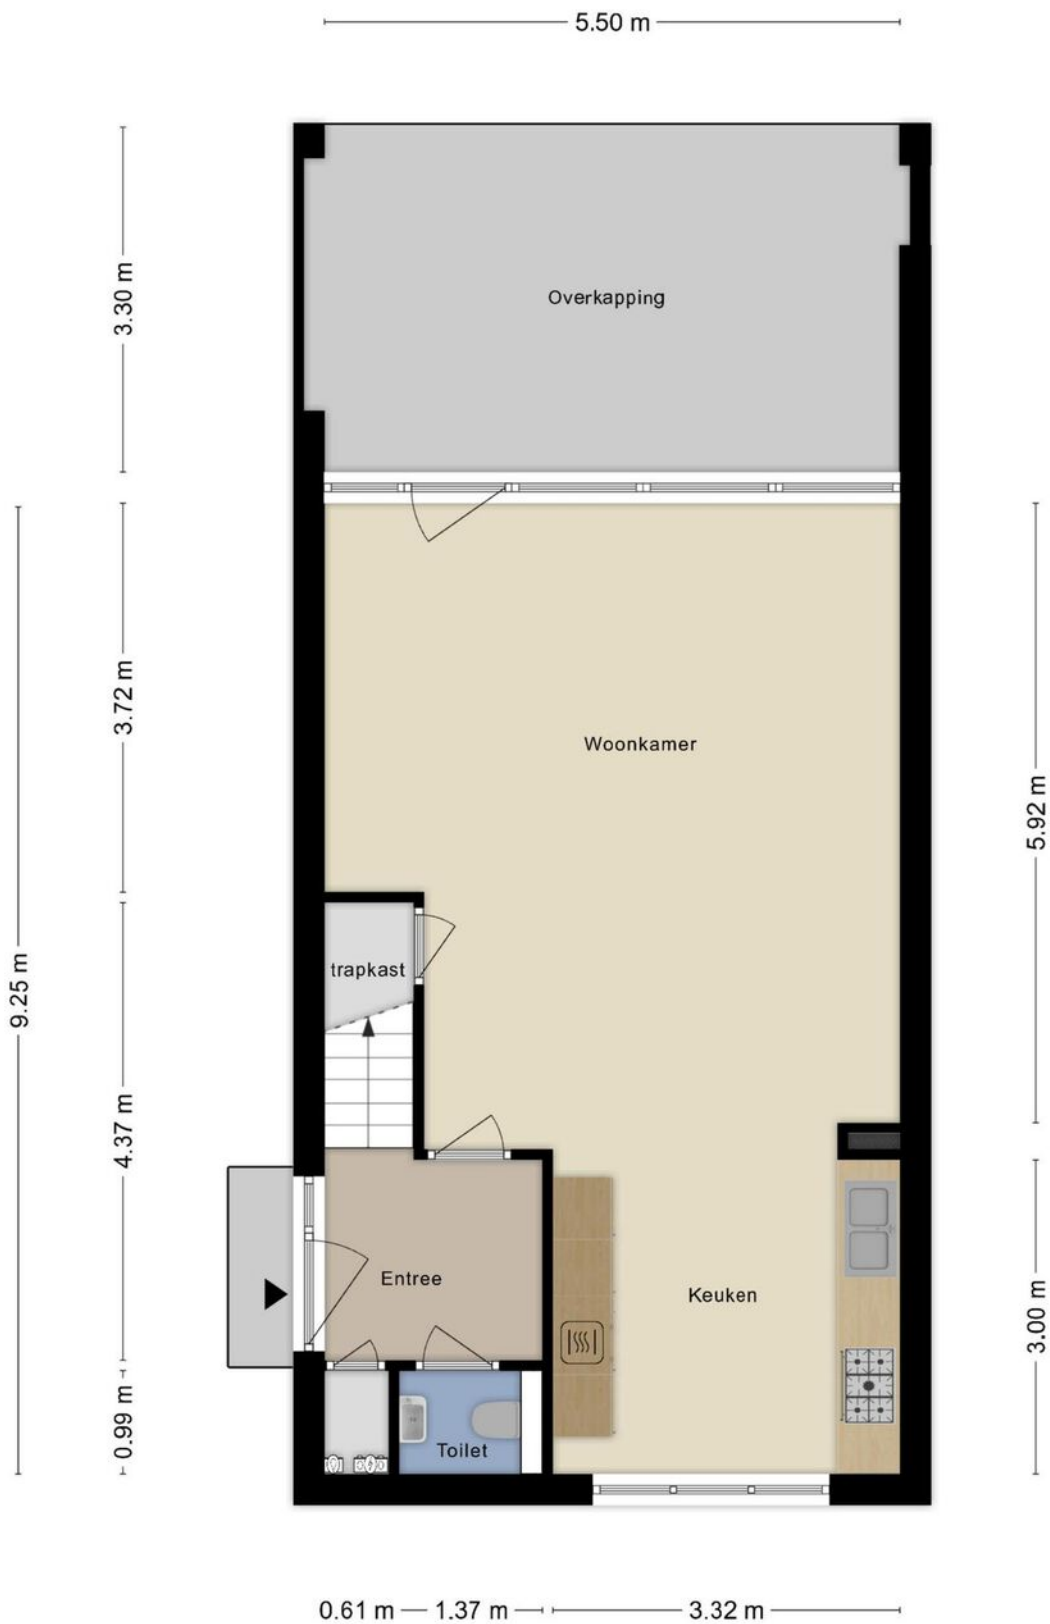 5.50 m
3.30 m
Overkapping
3.72 m
Woonkamer
5.92 m
9.25 m
trapkast
4.37 m
Entree
Keuken
3.00 m
0.99 m
Toilet
0.61 m
1.37 m
3.32 m